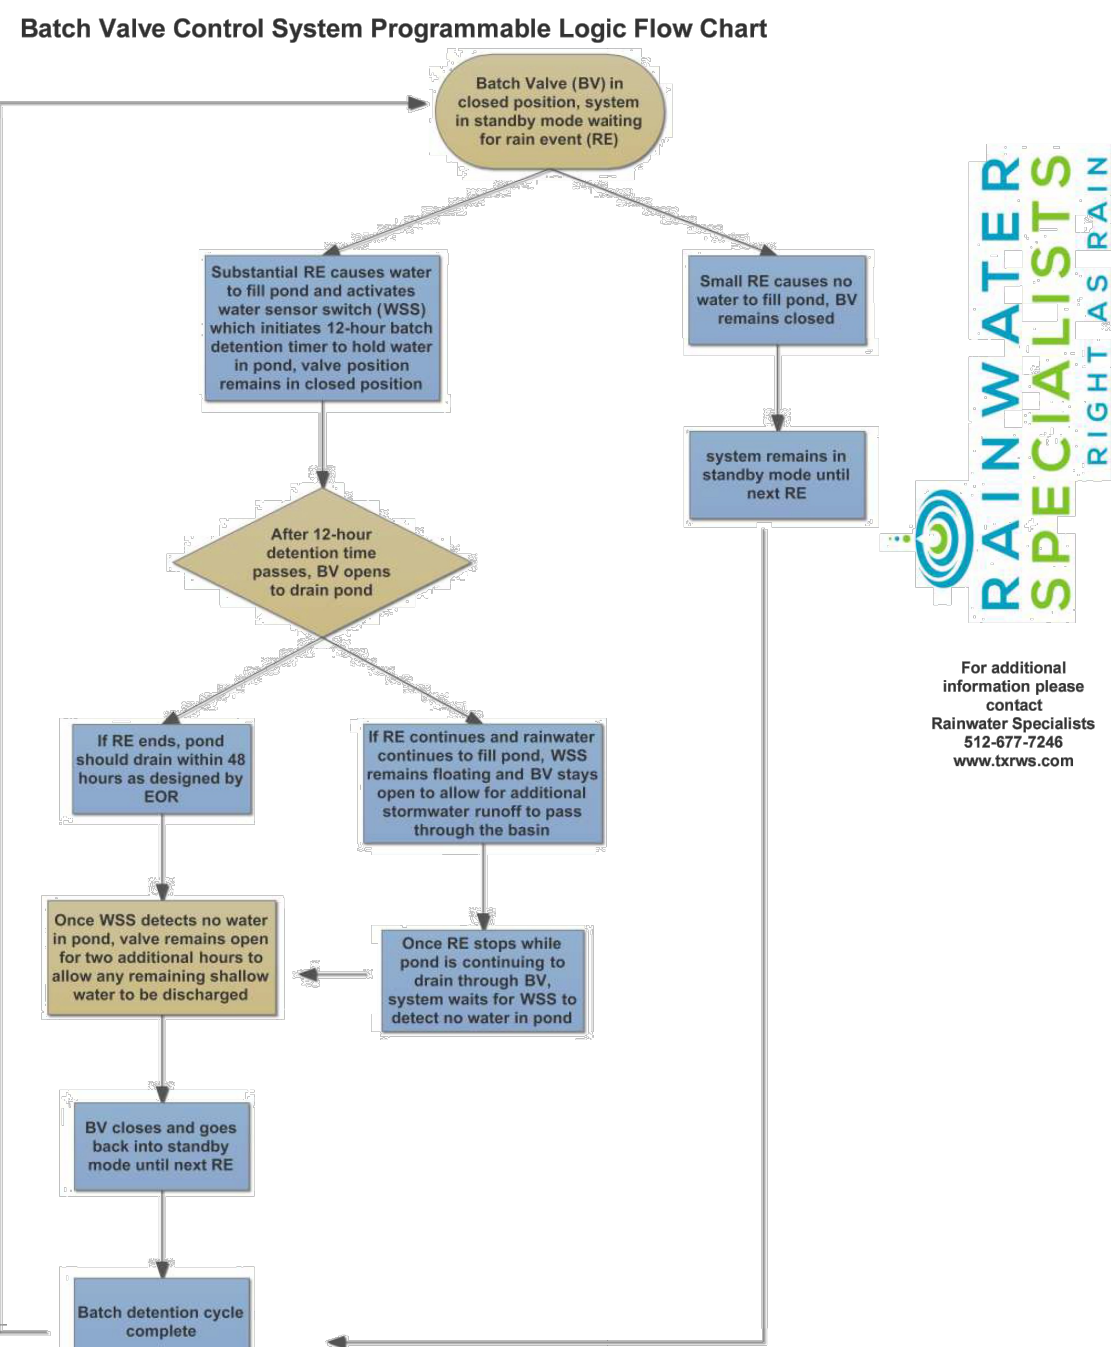 Batch Valve Control System Programmable Logic Flow Chart
Batch Valve (BV) in
closed position, system
in standby mode waiting
for rain event (RE)
Substantial RE causes water
to fill pond and activates
water sensor switch (WSS)
which initiates 12-hour batch
detention timer to hold water
in pond, valve position
remains in closed position
Small RE causes no
water to fill pond, BV
remains closed
system remains in
standby mode until
next RE
After 12-hour
detention time
passes, BV opens
to drain pond
If RE ends, pond
should drain within 48
hours as designed by
EOR
If RE continues and rainwater
continues to fill pond, WSS
remains floating and BV stays
open to allow for additional
stormwater runoff to pass
through the basin
Once WSS detects no water
in pond, valve remains open
for two additional hours to
allow any remaining shallow
water to be discharged
Once RE stops while
pond is continuing to
drain through BV,
system waits for WSS to
detect no water in pond
BV closes and goes
back into standby
mode until next RE
Batch detention cycle
complete
RAINWATER
SPECIALISTS
RIGHT AS RAIN
For additional
information please
contact
Rainwater Specialists
512-677-7246
www.txrws.com